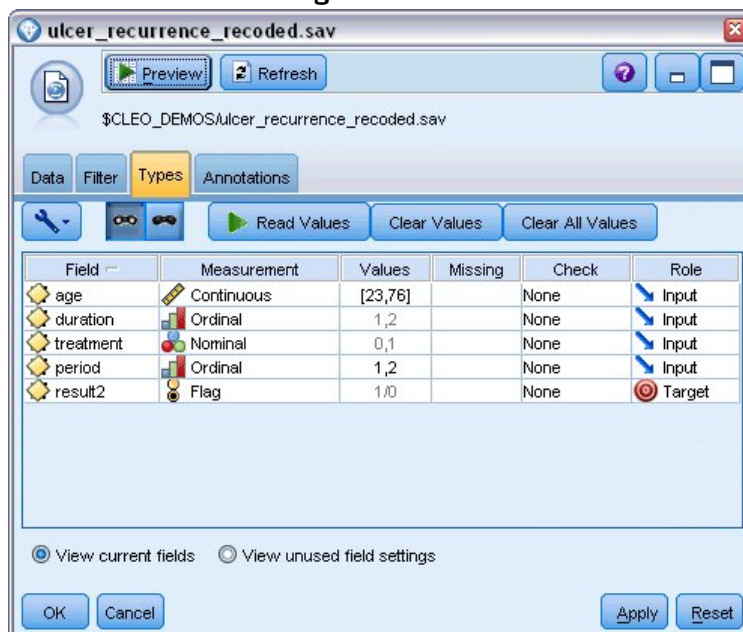 ulcer_recurrence_recoded.sav
Preview Refresh
$CLEO_DEMOS/ulcer_recurrence_recoded.sav
Data Filter Types Annotations
Read Values Clear Values Clear All Values
Field Measurement Values Missing Check Role
age Continuous [23,76] None Input
duration Ordinal 1,2 None Input
treatment Nominal 0,1 None Input
period Ordinal 1,2 None Input
result2 Flag 1/0 None Target
View current fields View unused field settings
OK Cancel Apply Reset